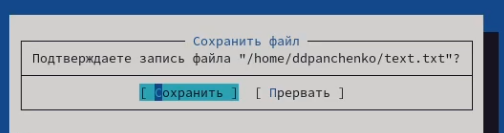 Сохранить файл
Подтверждаете запись файла "/home/ddpanchenko/text.txt"?
[ Сохранить ] [ Прервать ]